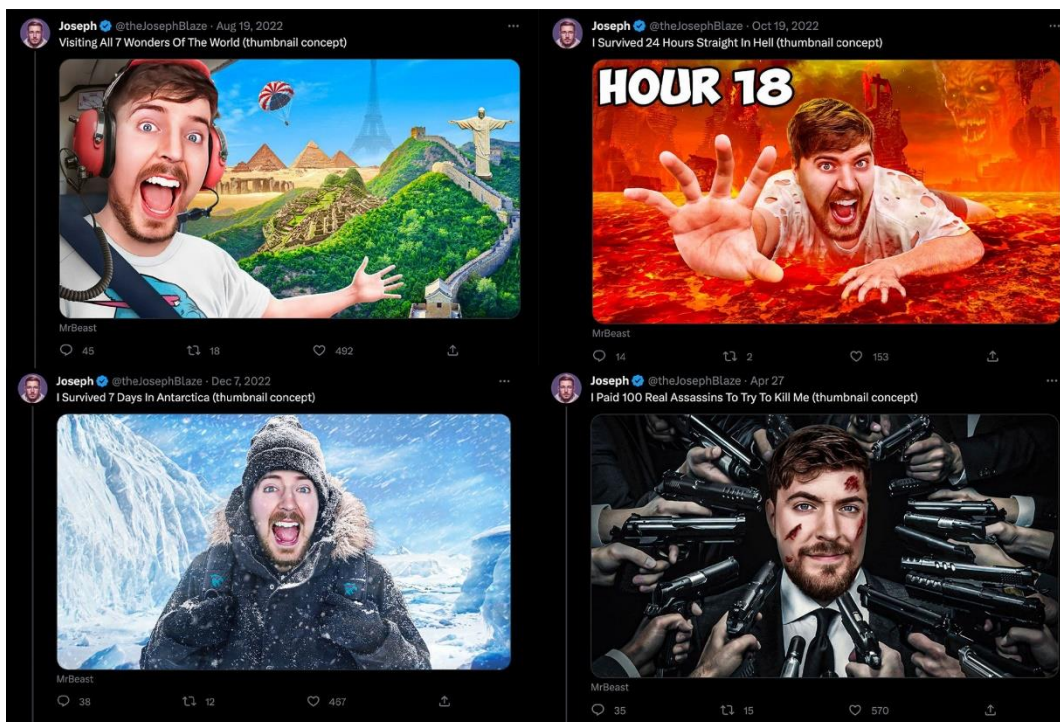 Joseph @theJosephBlaze · Aug 19, 2022
Visiting All 7 Wonders Of The World (thumbnail concept)
MrBeast
45 18 492
Joseph @theJosephBlaze · Oct 19, 2022
I Survived 24 Hours Straight In Hell (thumbnail concept)
HOUR 18
MrBeast
14 2 153
Joseph @theJosephBlaze · Dec 7, 2022
I Survived 7 Days In Antarctica (thumbnail concept)
MrBeast
38 12 467
Joseph @theJosephBlaze · Apr 27
I Paid 100 Real Assassins To Try To Kill Me (thumbnail concept)
MrBeast
35 15 570